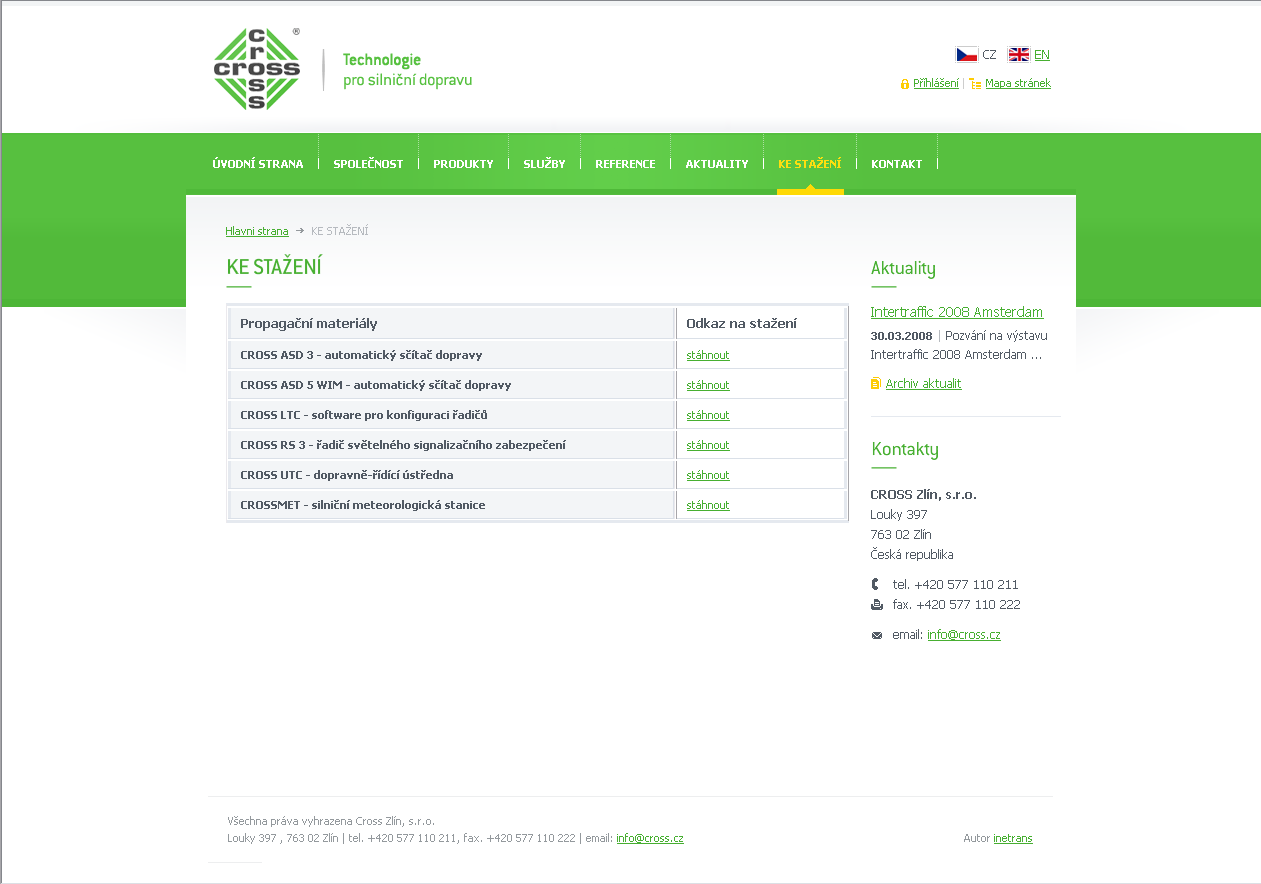 cross
cross
®
Technologie
pro silniční dopravu
CZ EN
Příhlášení | Mapa stránek
ÚVODNÍ STRANA SPOLEČNOST PRODUKTY SLUŽBY REFERENCE AKTUALITY KE STAŽENÍ KONTAKT
Hlavni strana → KE STAŽENÍ
KE STAŽENÍ
Propagační materiály Odkaz na stažení
CROSS ASD 3 - automatický sčítač dopravy stáhnout
CROSS ASD 5 WIM - automatický sčítač dopravy stáhnout
CROSS LTC - software pro konfiguraci řadičů stáhnout
CROSS RS 3 - řadič světelného signalizačního zabezpečení stáhnout
CROSS UTC - dopravně-řídící ústředna stáhnout
CROSSMET - silniční meteorologická stanice stáhnout
Aktuality
Intertraffic 2008 Amsterdam
30.03.2008 | Pozvání na výstavu
Intertraffic 2008 Amsterdam ...
Archiv aktualit
Kontakty
CROSS Zlín, s.r.o.
Louky 397
763 02 Zlín
Česká republika
tel. +420 577 110 211
fax. +420 577 110 222
email: info@cross.cz
Všechna práva vyhrazena Cross Zlín, s.r.o.
Louky 397 , 763 02 Zlín | tel. +420 577 110 211, fax. +420 577 110 222 | email: info@cross.cz
Autor inetrans